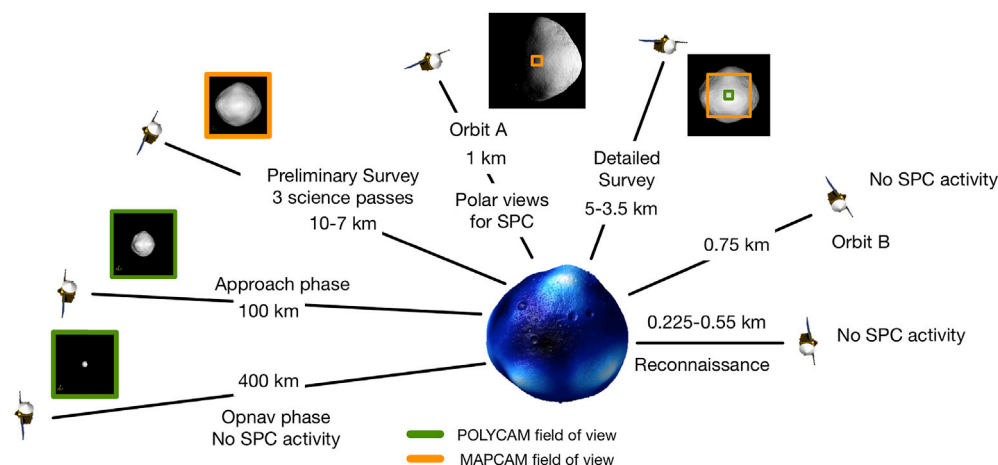 Orbit A
1 km
Polar views
for SPC
Detailed
Survey
5-3.5 km
Preliminary Survey
3 science passes
10-7 km
No SPC activity
Orbit B
0.75 km
Approach phase
100 km
0.225-0.55 km
No SPC activity
Reconnaissance
400 km
Opnav phase
No SPC activity
POLYCAM field of view
MAPCAM field of view